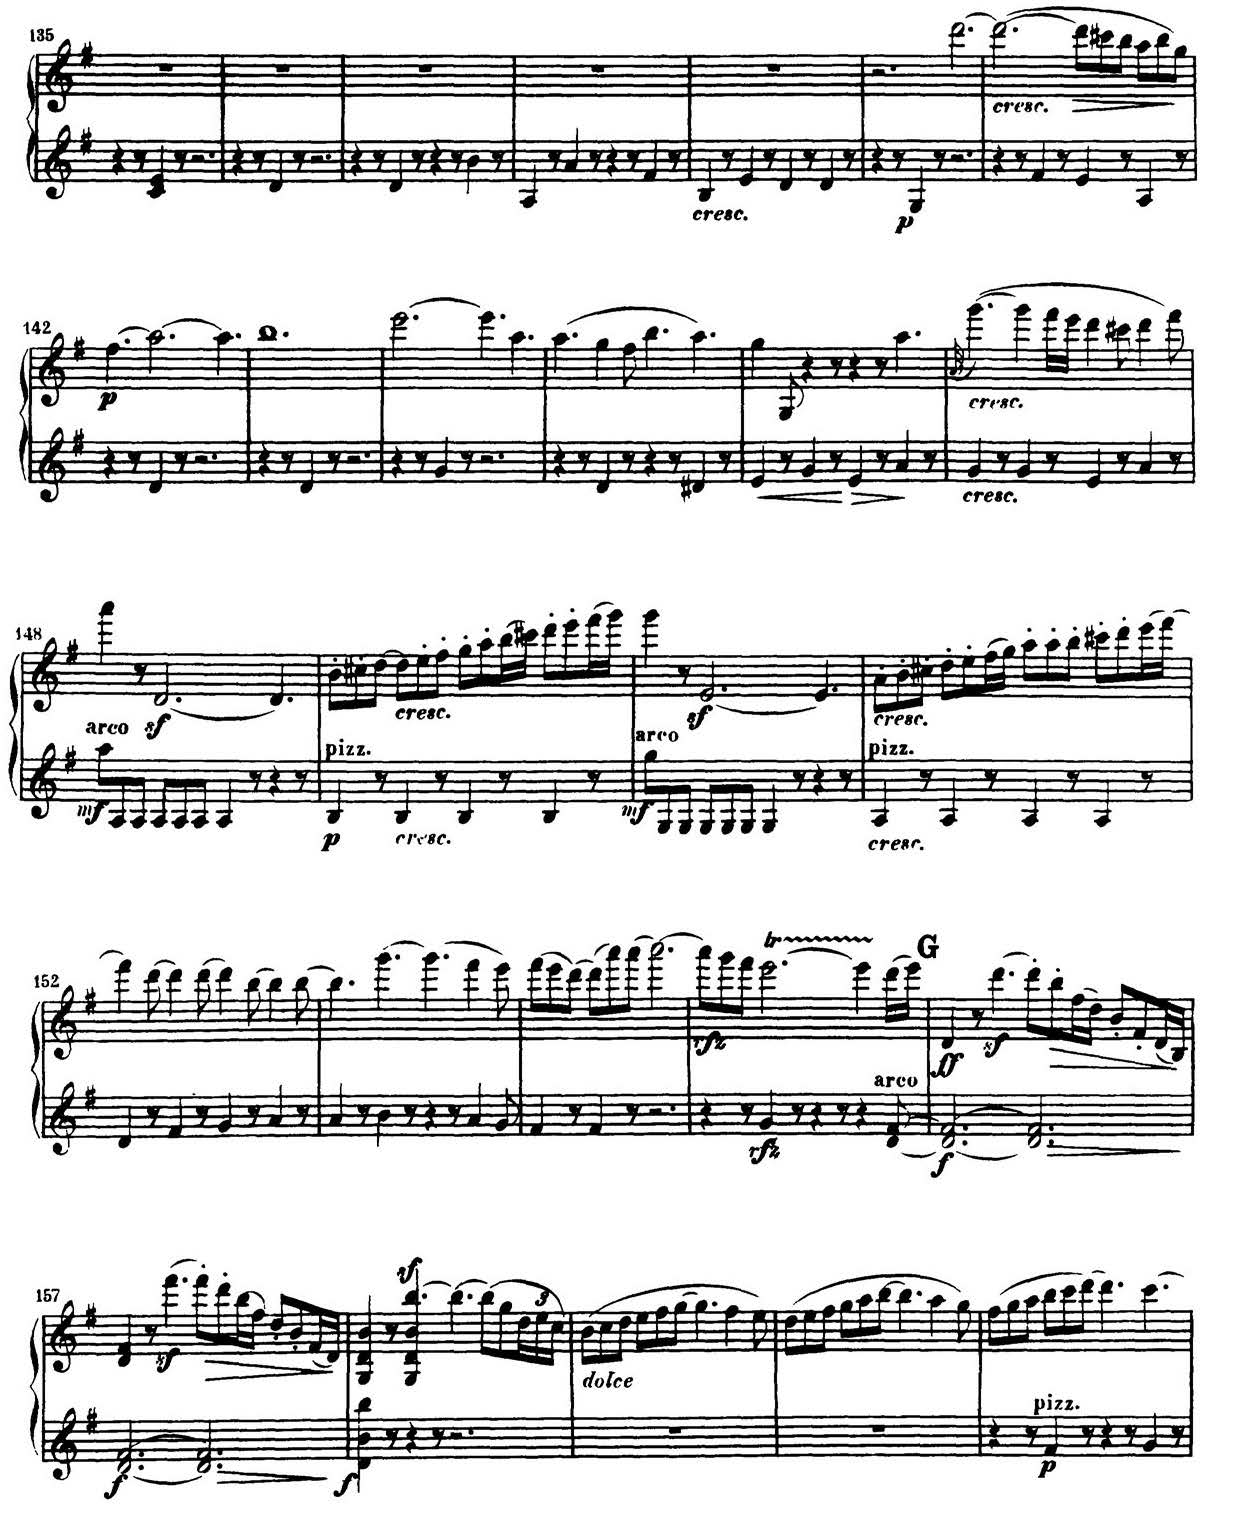 135
cresc.
cresc.
p
142
p
cresc.
cresc.
148
sf
cresc.
sf
cresc.
arco
pizz.
arco
pizz.
mf
p
cresc.
mf
cresc.
152
tr
G
rfz
ff
sf
arco
rfz
f
157
sf
sf
3
dolce
pizz.
f
f
p